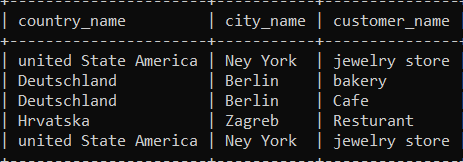 country_name | city_name | customer_name
united State America | Ney York | jewelry store
Deutschland | Berlin | bakery
Deutschland | Berlin | Cafe
Hrvatska | Zagreb | Resturant
united State America | Ney York | jewelry store